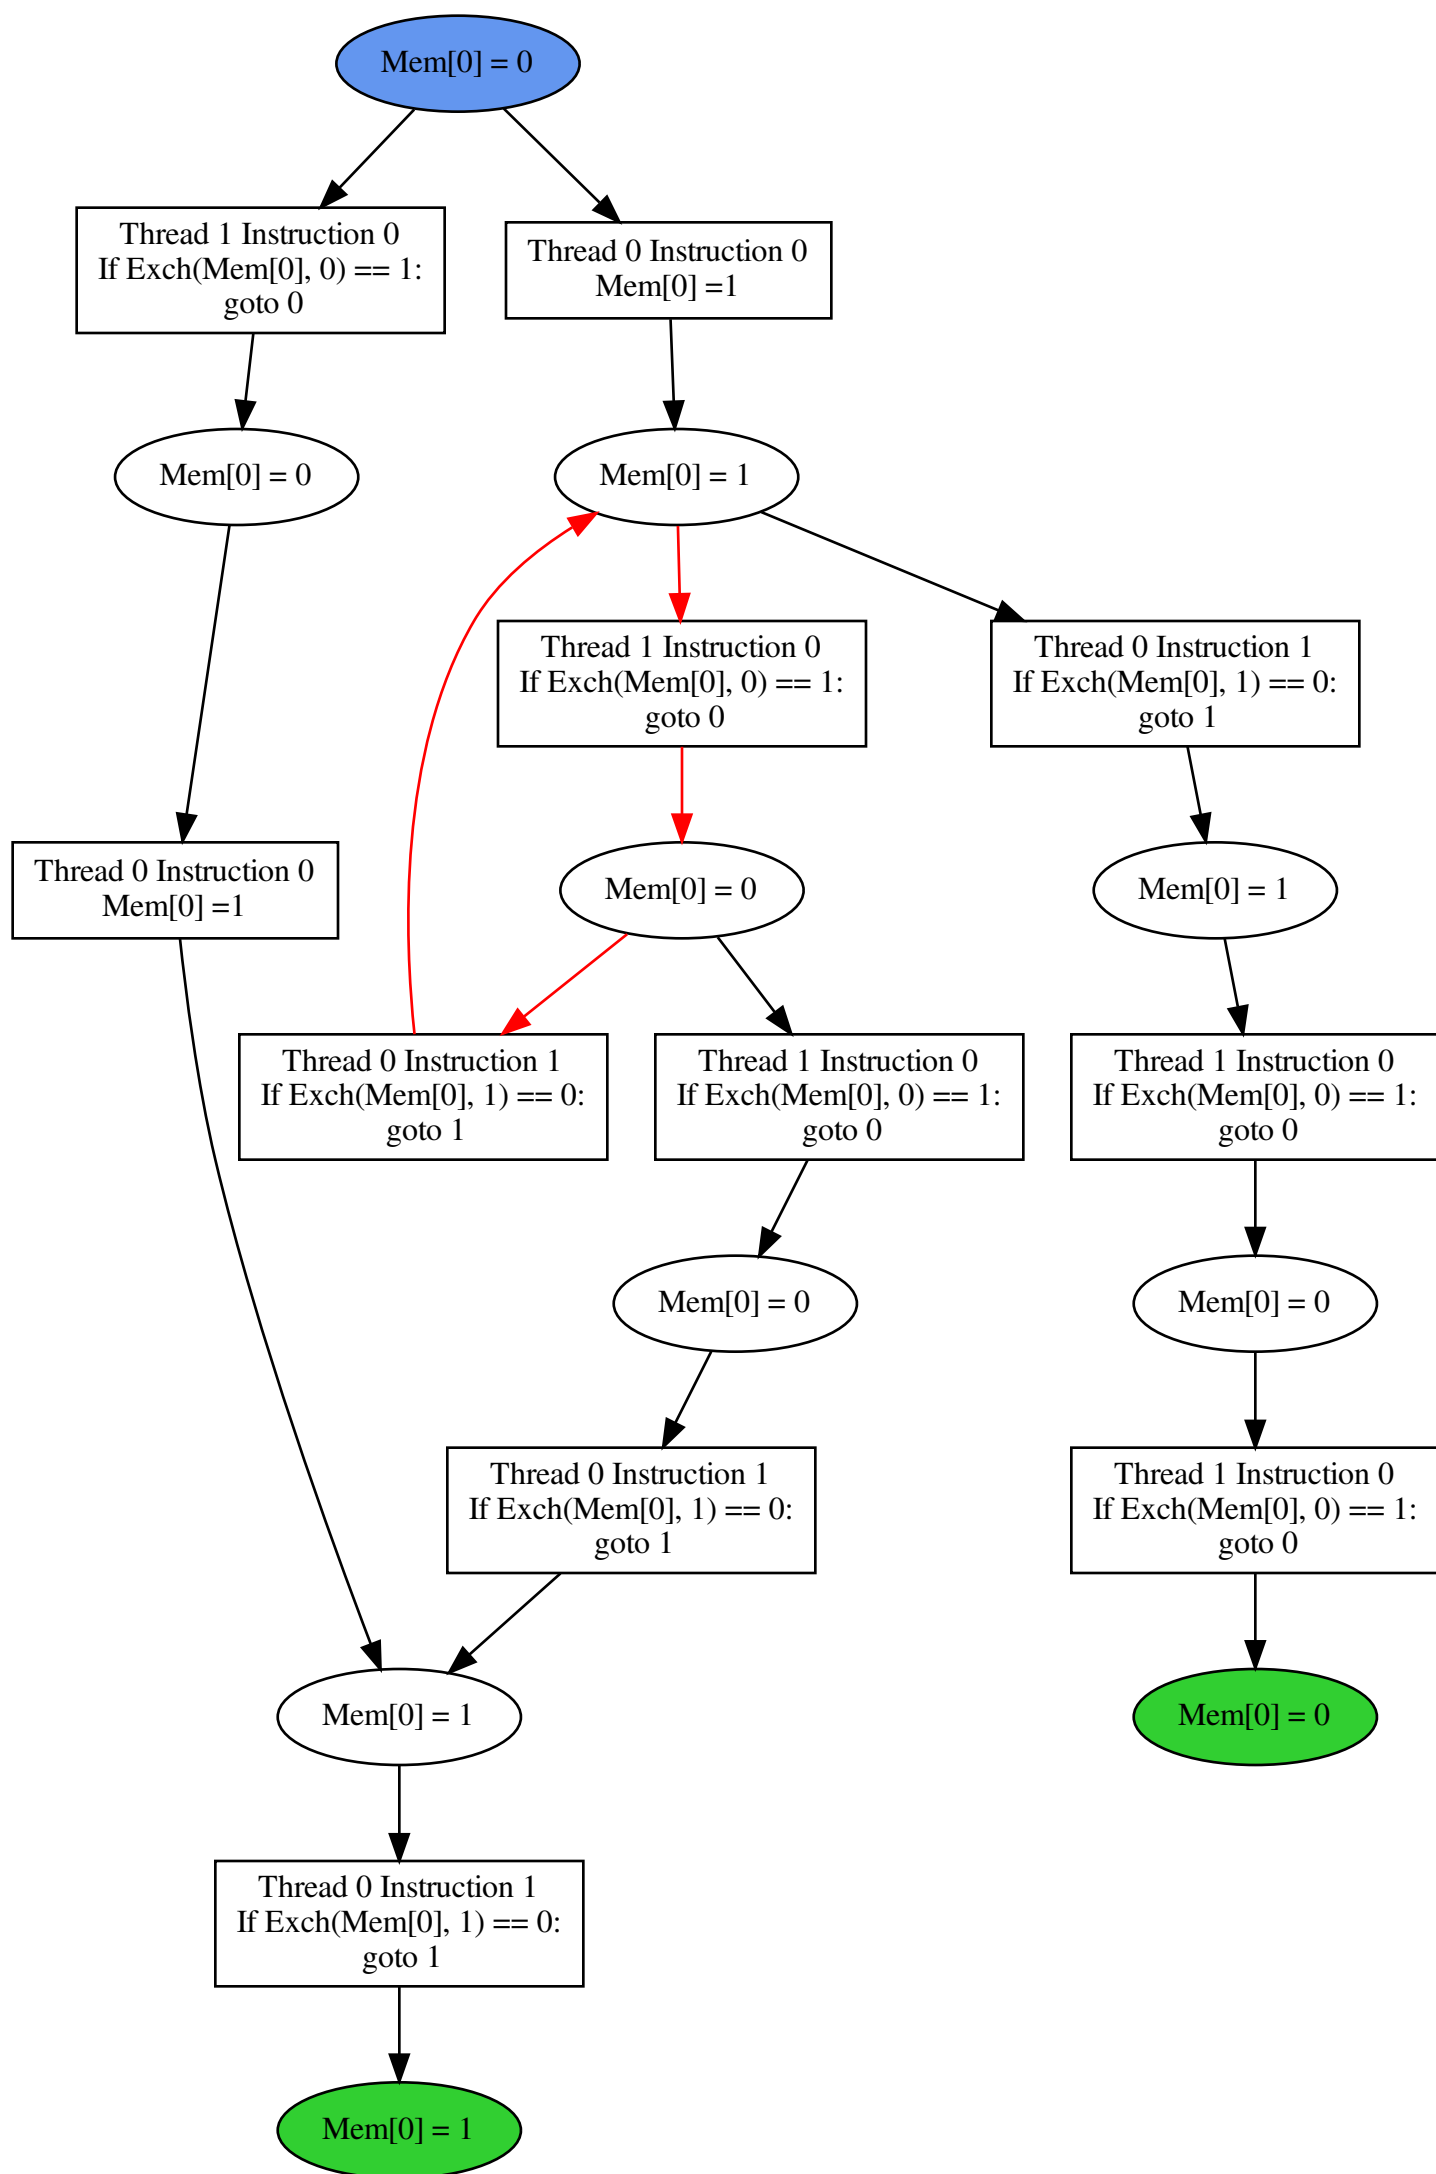 Mem[0] = 0
Thread 1 Instruction 0
If Exch(Mem[0], 0) == 1:
goto 0
Thread 0 Instruction 0
Mem[0] =1
Mem[0] = 0
Mem[0] = 1
Thread 1 Instruction 0
If Exch(Mem[0], 0) == 1:
goto 0
Thread 0 Instruction 1
If Exch(Mem[0], 1) == 0:
goto 1
Thread 0 Instruction 0
Mem[0] =1
Mem[0] = 0
Mem[0] = 1
Thread 0 Instruction 1
If Exch(Mem[0], 1) == 0:
goto 1
Thread 1 Instruction 0
If Exch(Mem[0], 0) == 1:
goto 0
Thread 1 Instruction 0
If Exch(Mem[0], 0) == 1:
goto 0
Mem[0] = 0
Mem[0] = 0
Thread 0 Instruction 1
If Exch(Mem[0], 1) == 0:
goto 1
Thread 1 Instruction 0
If Exch(Mem[0], 0) == 1:
goto 0
Mem[0] = 1
Mem[0] = 0
Thread 0 Instruction 1
If Exch(Mem[0], 1) == 0:
goto 1
Mem[0] = 1